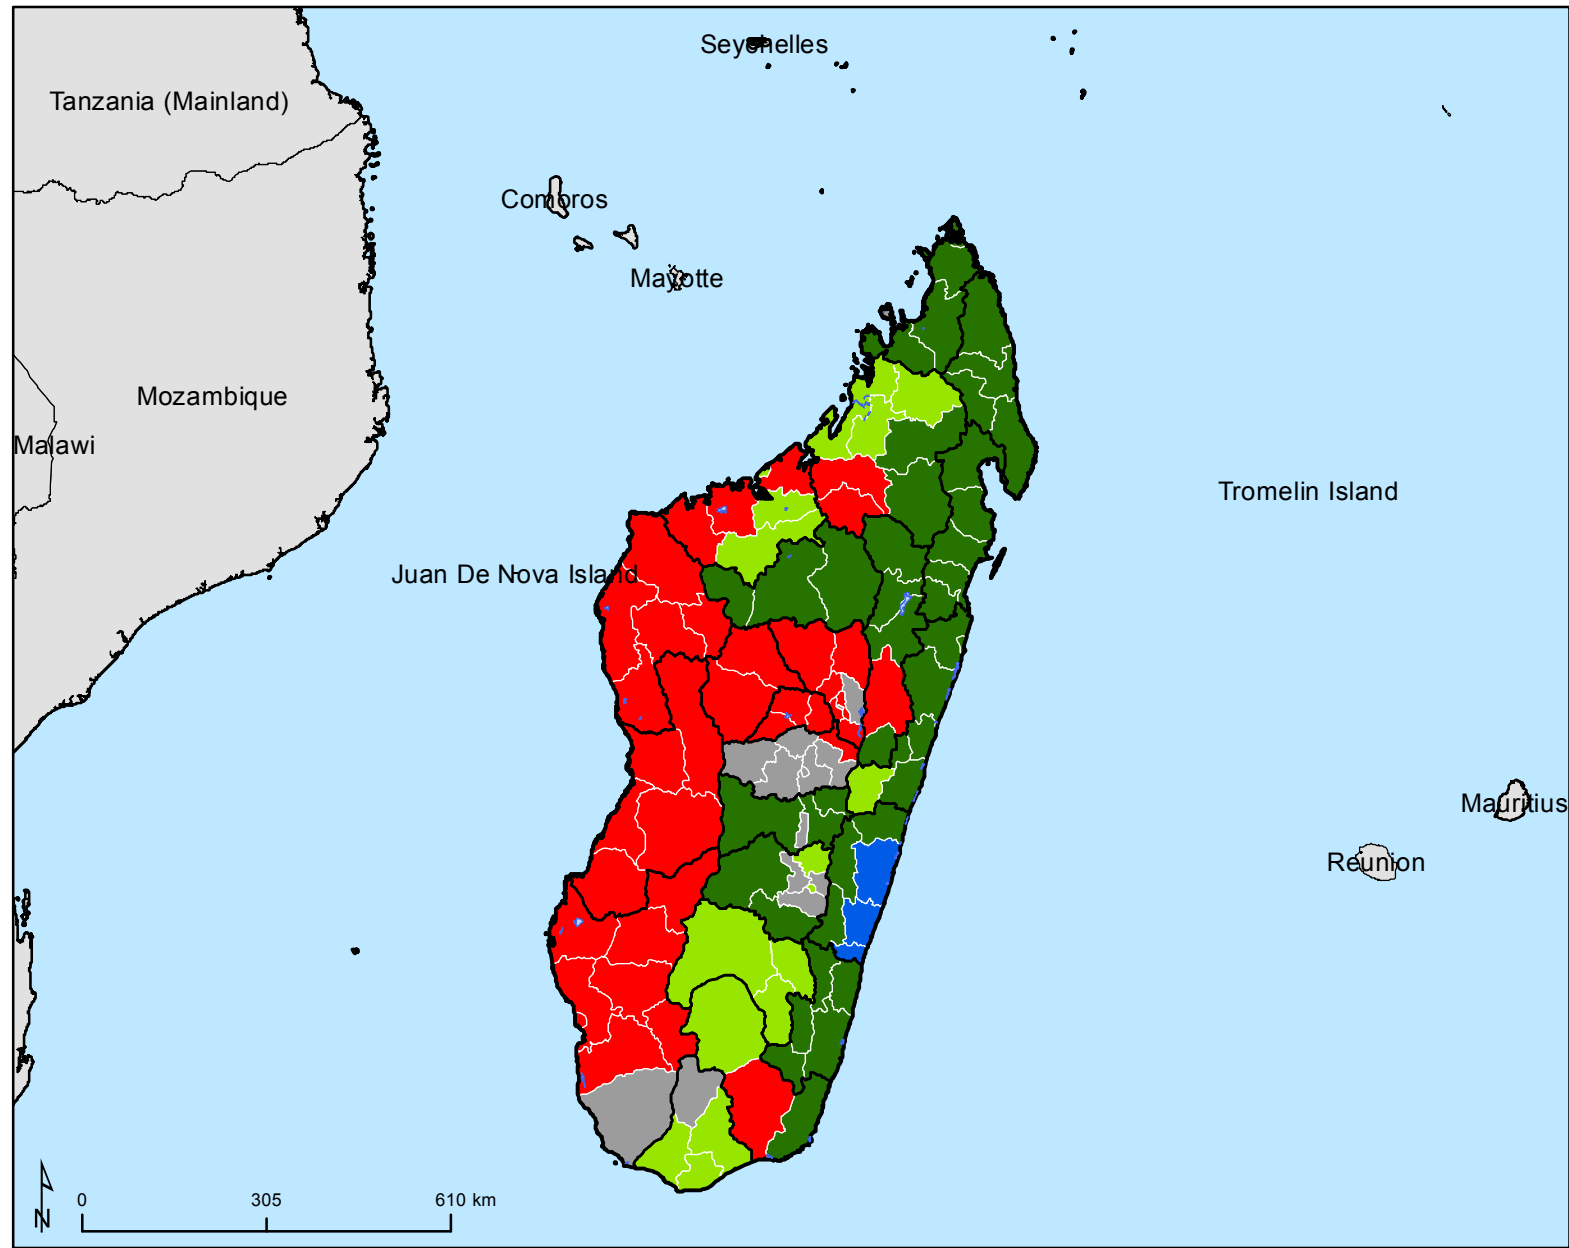 Seychelles
Tanzania (Mainland)
Comoros
Mayotte
Mozambique
Malawi
Tromelin Island
Juan De Nova Island
Mauritius
Reunion
0 305 610 km
N